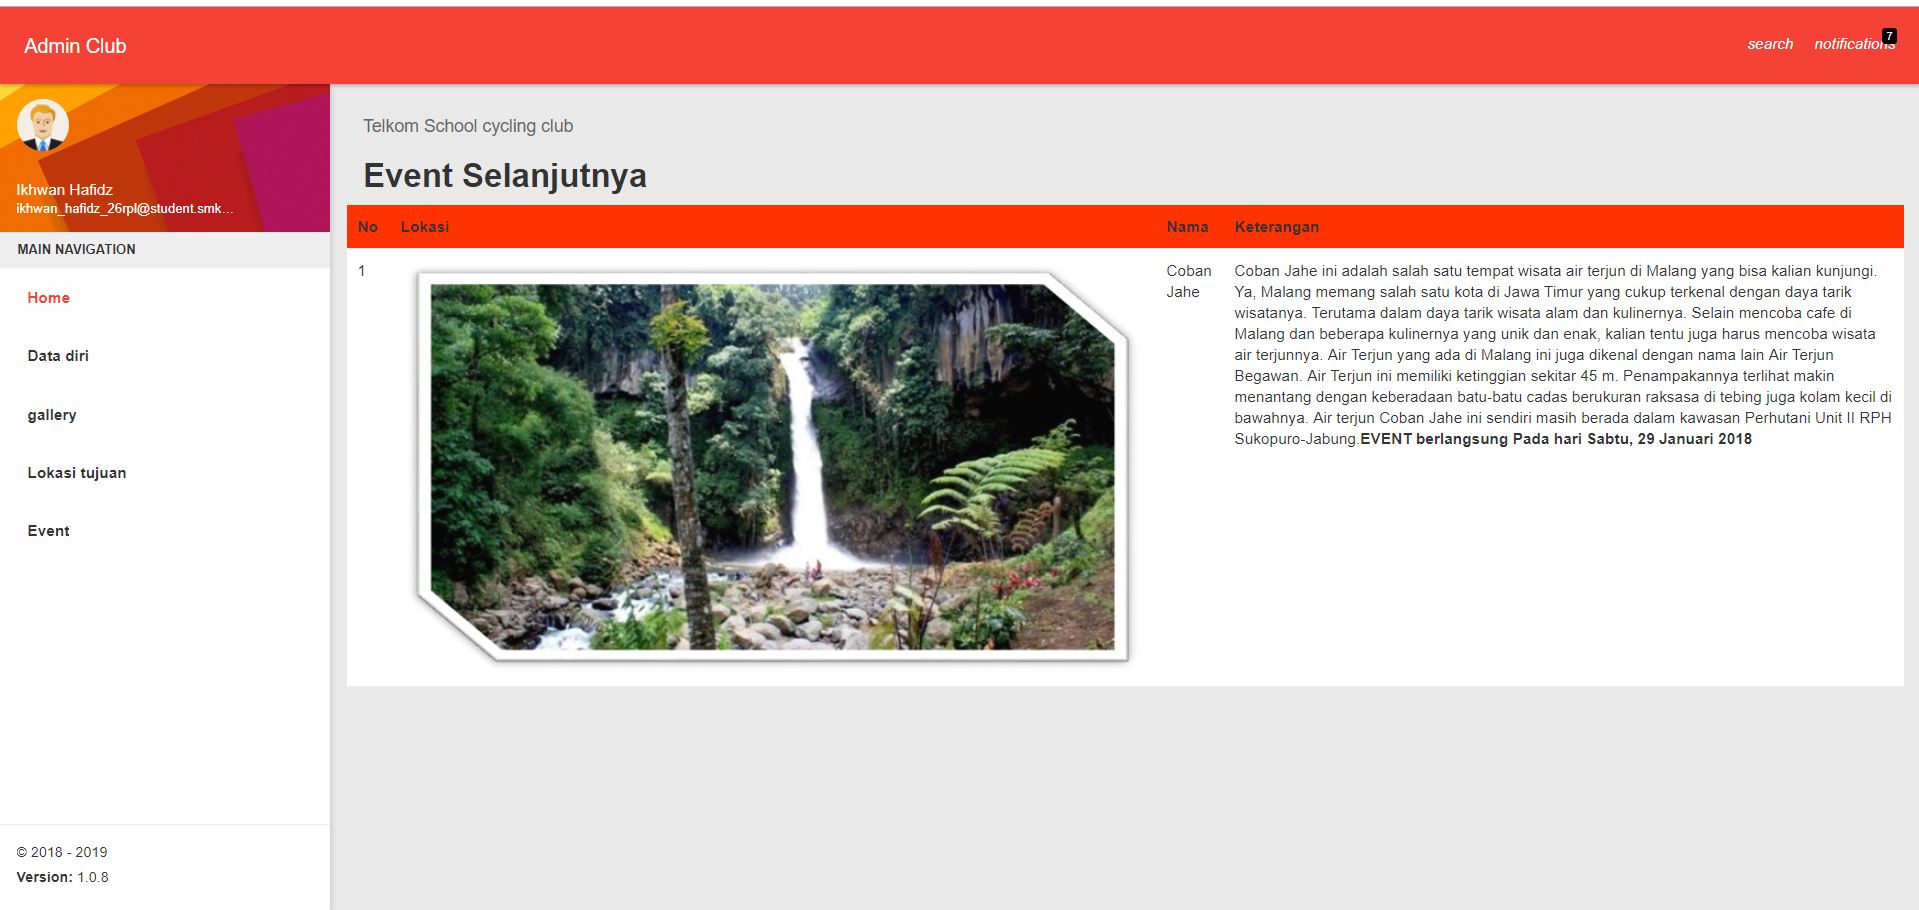 Admin Club
search notifications 7
Ikhwan Hafidz
ikhwan_hafidz_26rpl@student.smk...
MAIN NAVIGATION
Home
Data diri
gallery
Lokasi tujuan
Event
© 2018 - 2019
Version: 1.0.8
Telkom School cycling club
Event Selanjutnya
No Lokasi Nama Keterangan
1
Coban
Jahe
Coban Jahe ini adalah salah satu tempat wisata air terjun di Malang yang bisa kalian kunjungi.
Ya, Malang memang salah satu kota di Jawa Timur yang cukup terkenal dengan daya tarik
wisatanya. Terutama dalam daya tarik wisata alam dan kulinernya. Selain mencoba cafe di
Malang dan beberapa kulinernya yang unik dan enak, kalian tentu juga harus mencoba wisata
air terjunnya. Air Terjun yang ada di Malang ini juga dikenal dengan nama lain Air Terjun
Begawan. Air Terjun ini memiliki ketinggian sekitar 45 m. Penampakannya terlihat makin
menantang dengan keberadaan batu-batu cadas berukuran raksasa di tebing juga kolam kecil di
bawahnya. Air terjun Coban Jahe ini sendiri masih berada dalam kawasan Perhutani Unit II RPH
Sukopuro-Jabung.EVENT berlangsung Pada hari Sabtu, 29 Januari 2018